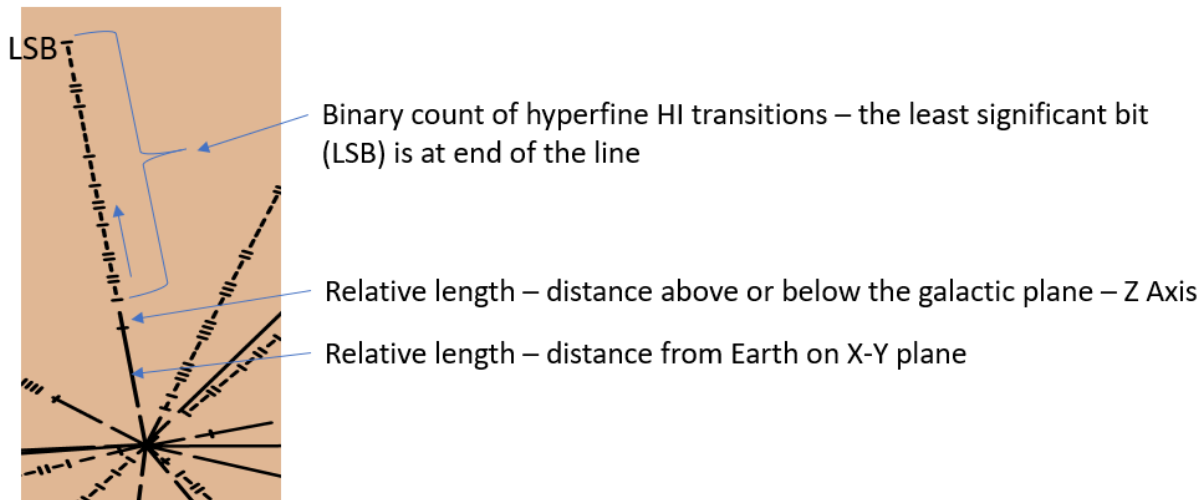 LSB
Binary count of hyperfine HI transitions – the least significant bit
(LSB) is at end of the line
Relative length – distance above or below the galactic plane – Z Axis
Relative length – distance from Earth on X-Y plane